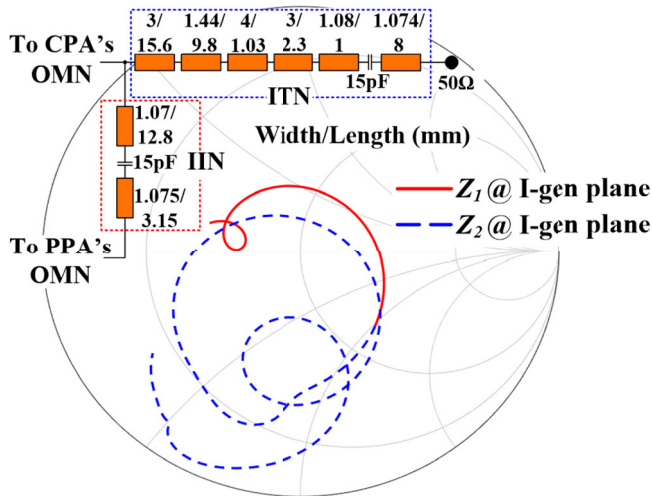 3/ 1.44/ 4/ 3/ 1.08/ 1.074/
15.6 9.8 1.03 2.3 1 8
To CPA's
OMN
15pF
50Ω
ITN
1.07/
12.8
15pF
IIN
1.075/
3.15
To PPA's
OMN
Width/Length (mm)
Z1 @ I-gen plane
Z2 @ I-gen plane